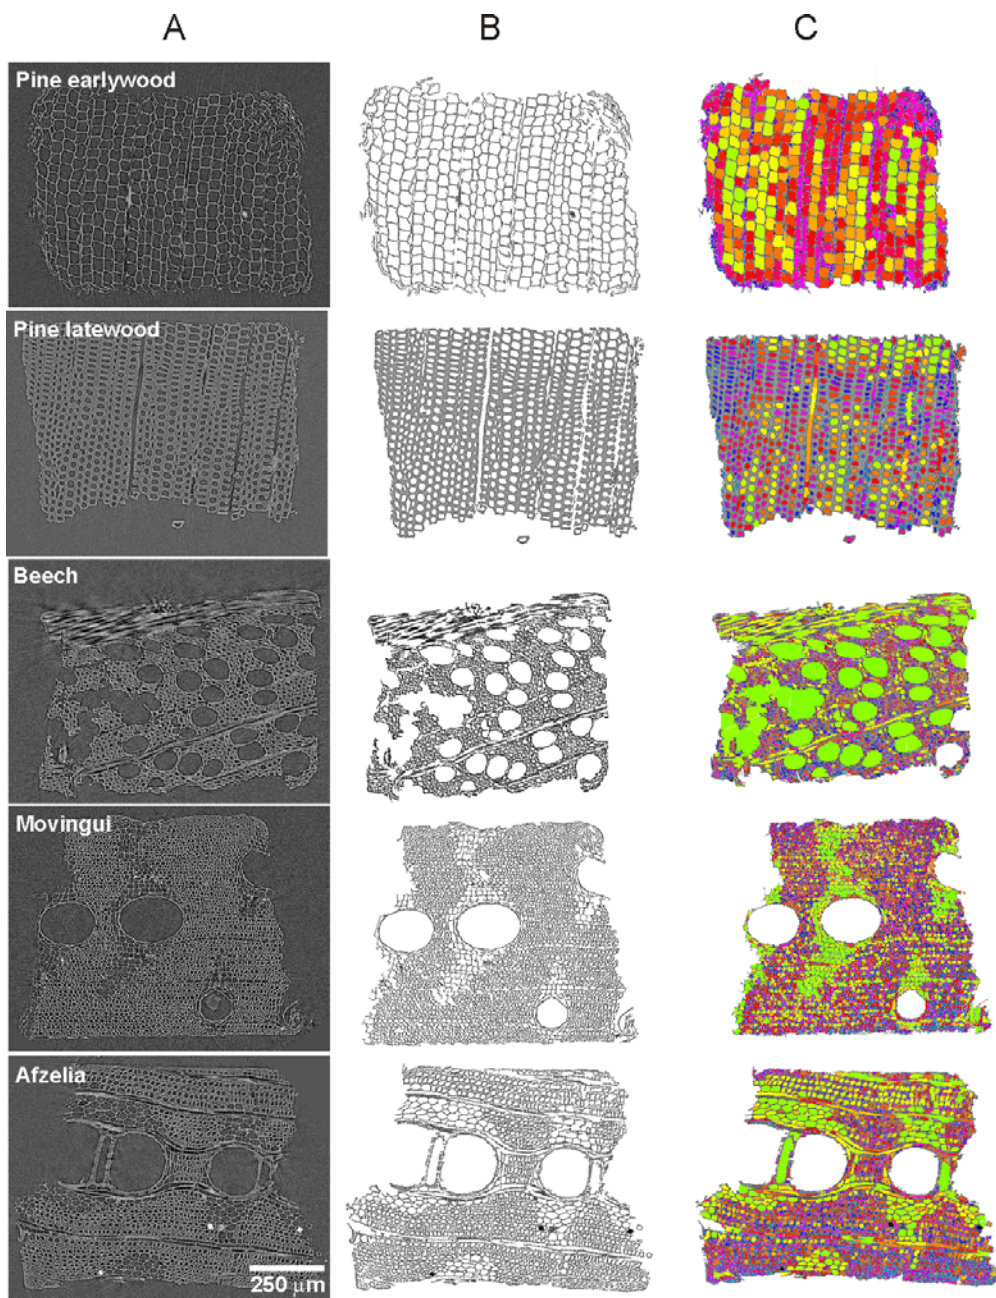 A B C
Pine earlywood
Pine latewood
Beech
Movingui
Afzelia
250 μm